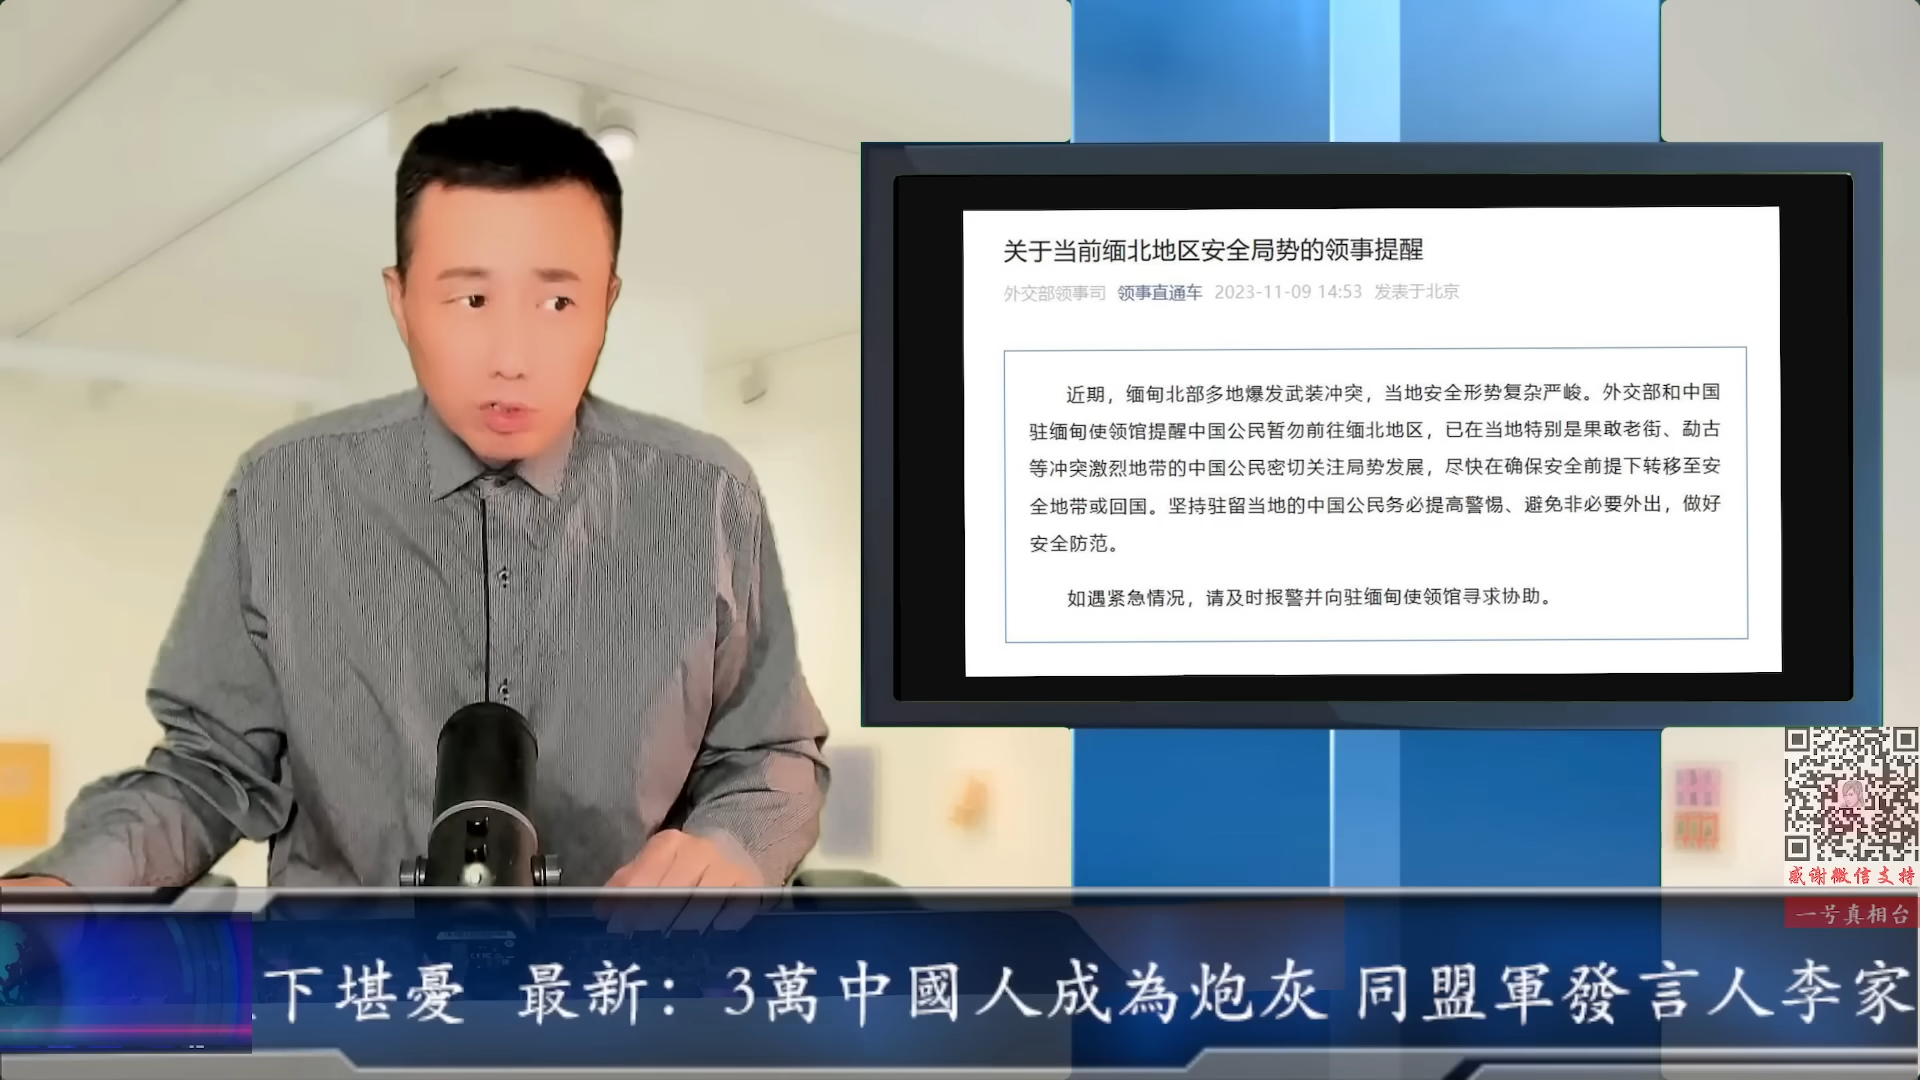 关于当前缅北地区安全局势的领事提醒
外交部领事司 领事直通车 2023-11-09 14:53 发表于北京
近期，缅甸北部多地爆发武装冲突，当地安全形势复杂严峻。外交部和中国
驻缅甸使领馆提醒中国公民暂勿前往缅北地区，已在当地特别是果敢老街、勐古
等冲突激烈地带的中国公民密切关注局势发展，尽快在确保安全前提下转移至安
全地带或回国。坚持驻留当地的中国公民务必提高警惕、避免非必要外出，做好
安全防范。
如遇紧急情况，请及时报警并向驻缅甸使领馆寻求协助。
感谢微信支持
一号真相台
下堪憂 最新：3萬中國人成為炮灰 同盟軍發言人李家